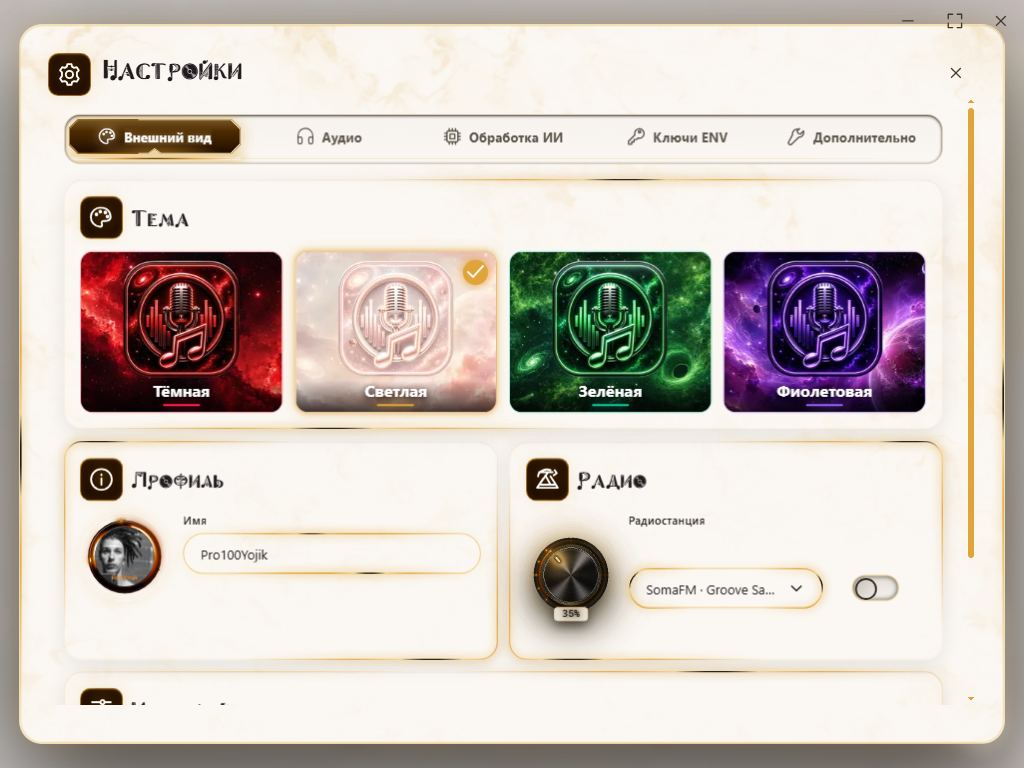 Настройки
Внешний вид
Аудио
Обработка ИИ
Ключи ENV
Дополнительно
Тема
Тёмная
Светлая
Зелёная
Фиолетовая
Профиль
Имя
Pro100Yojik
Радио
Радиостанция
SomaFM · Groove Sa...
35%